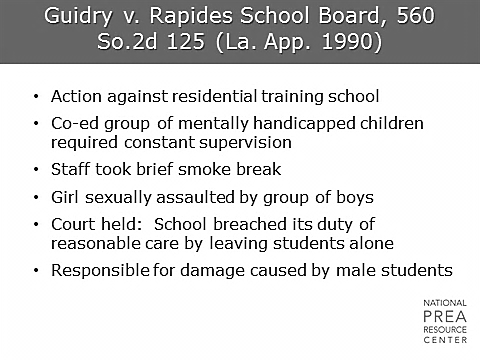 Guidry v. Rapides School Board, 560
So.2d 125 (La. App. 1990)
• Action against residential training school
• Co-ed group of mentally handicapped children
required constant supervision
• Staff took brief smoke break
• Girl sexually assaulted by group of boys
• Court held:  School breached its duty of
reasonable care by leaving students alone
• Responsible for damage caused by male students
NATIONAL
PREA
RESOURCE
CENTER